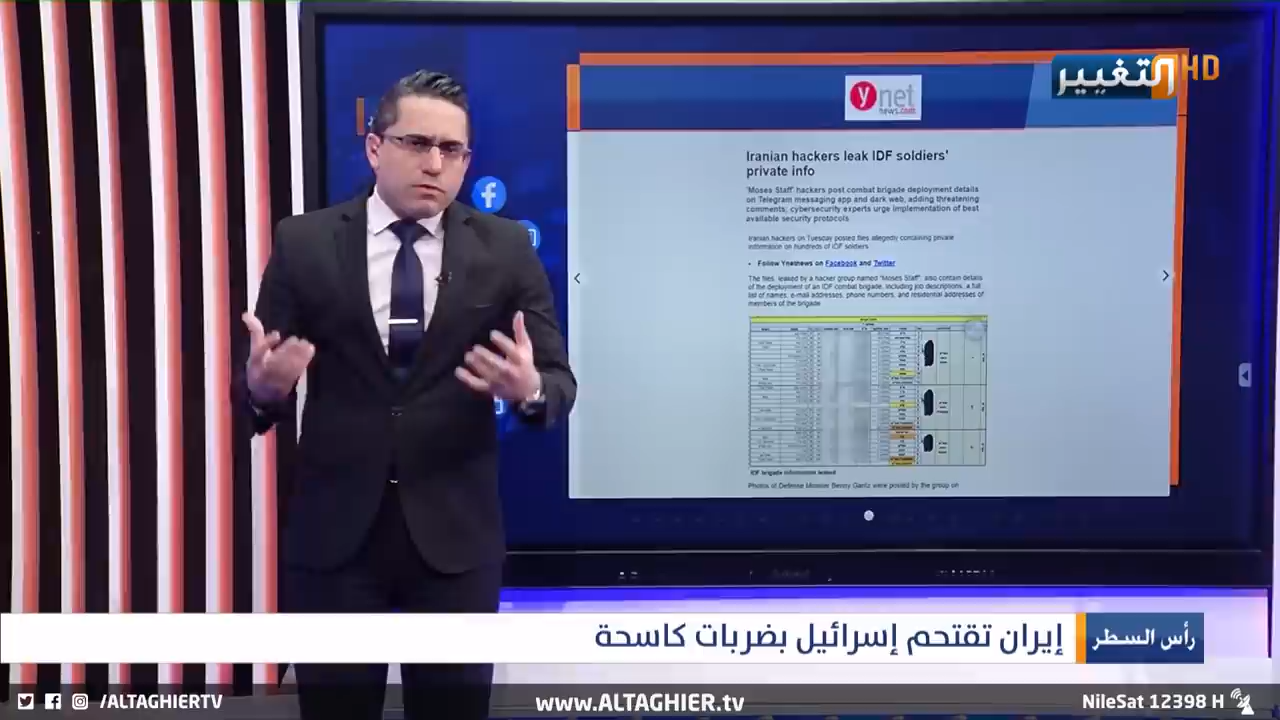 التغيير HD
ynet
news.com
Iranian hackers leak IDF soldiers'
private info
'Moses Staff' hackers post combat brigade deployment details
on Telegram messaging app and dark web, adding threatening
comments; cybersecurity experts urge implementation of best
available security protocols
Iranian hackers on Tuesday posted files allegedly containing private
information on hundreds of IDF soldiers
• Follow Ynetnews on Facebook and Twitter
The files, leaked by a hacker group named "Moses Staff", also contain details
of the deployment of an IDF combat brigade, including job descriptions, a full
list of names, e-mail addresses, phone numbers, and residential addresses of
members of the brigade
IDF brigade information leaked
Photos of Defense Minister Benny Gantz were posted by the group on
رأس السطر
إيران تقتحم إسرائيل بضربات كاسحة
/ALTAGHIERTV
www.ALTAGHIER.tv
NileSat 12398 H